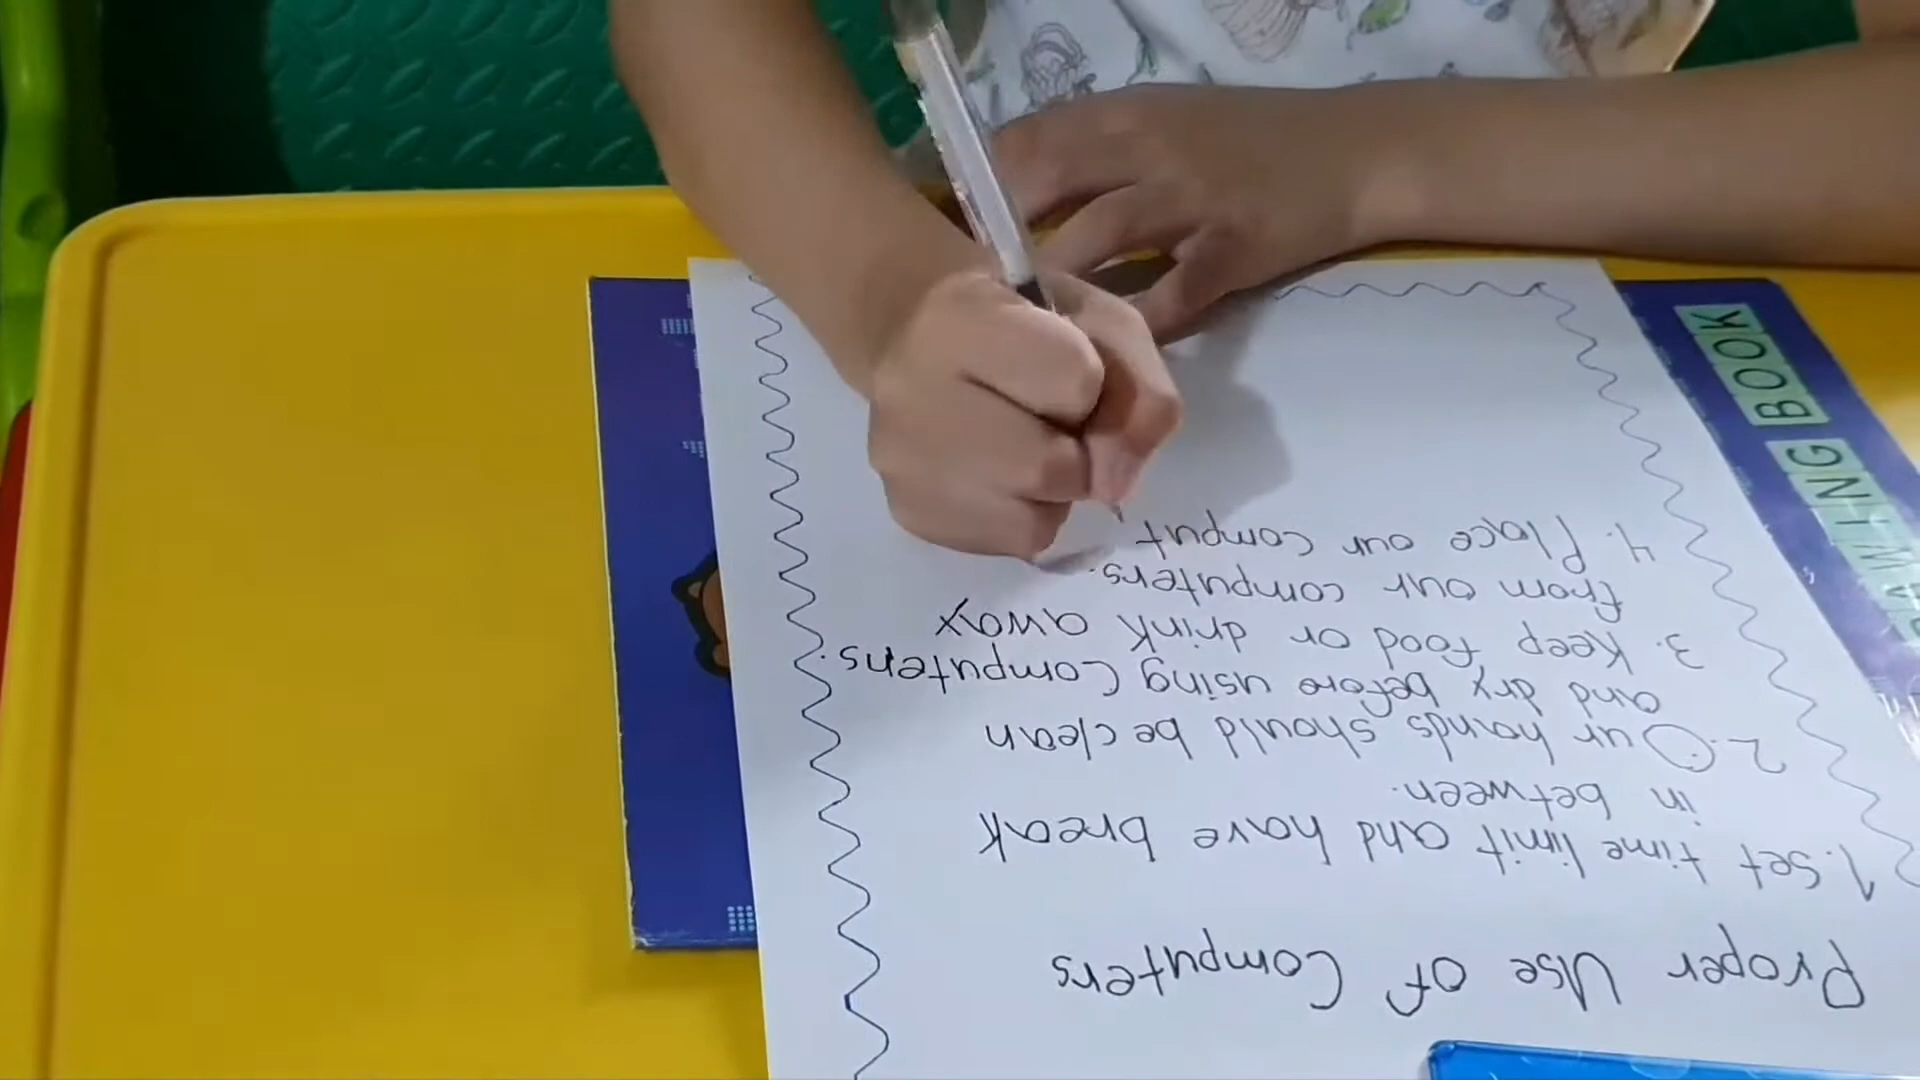 Proper Use of Computers
1. Set time limit and have break
in between.
2. Our hands should be clean
and dry before using Computers.
3. Keep food or drink away
from our computers.
4. Place our comput
DRAWING BOOK